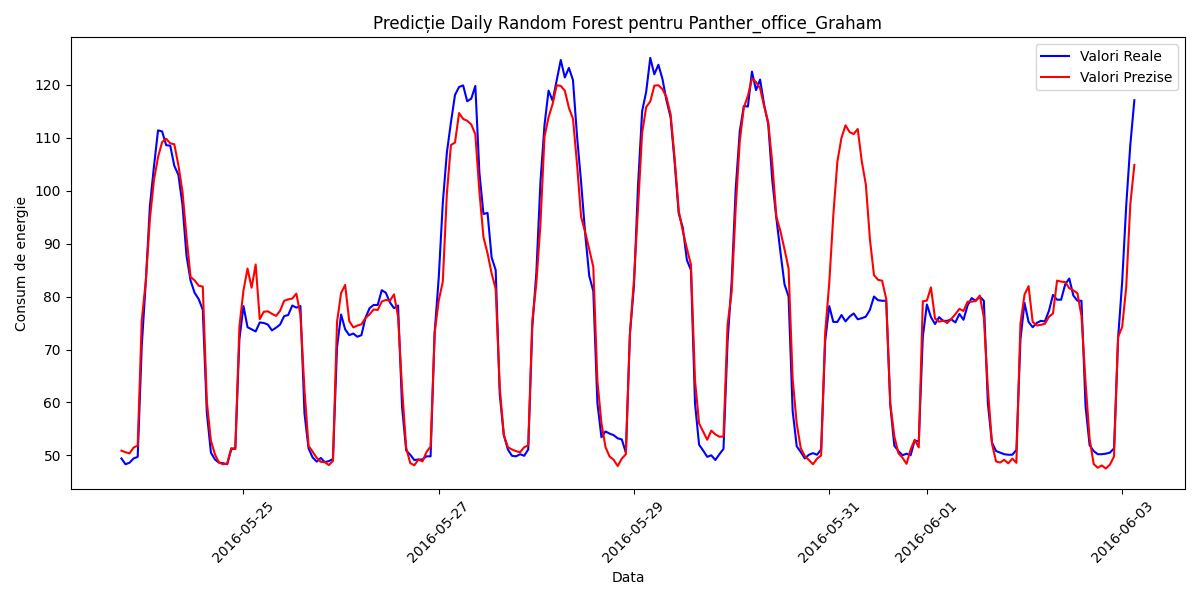 Predicție Daily Random Forest pentru Panther_office_Graham
Valori Reale
Valori Prezise
Consum de energie
120
110
100
90
80
70
60
50
2016-05-25
2016-05-27
2016-05-29
2016-05-31
2016-06-01
2016-06-03
Data